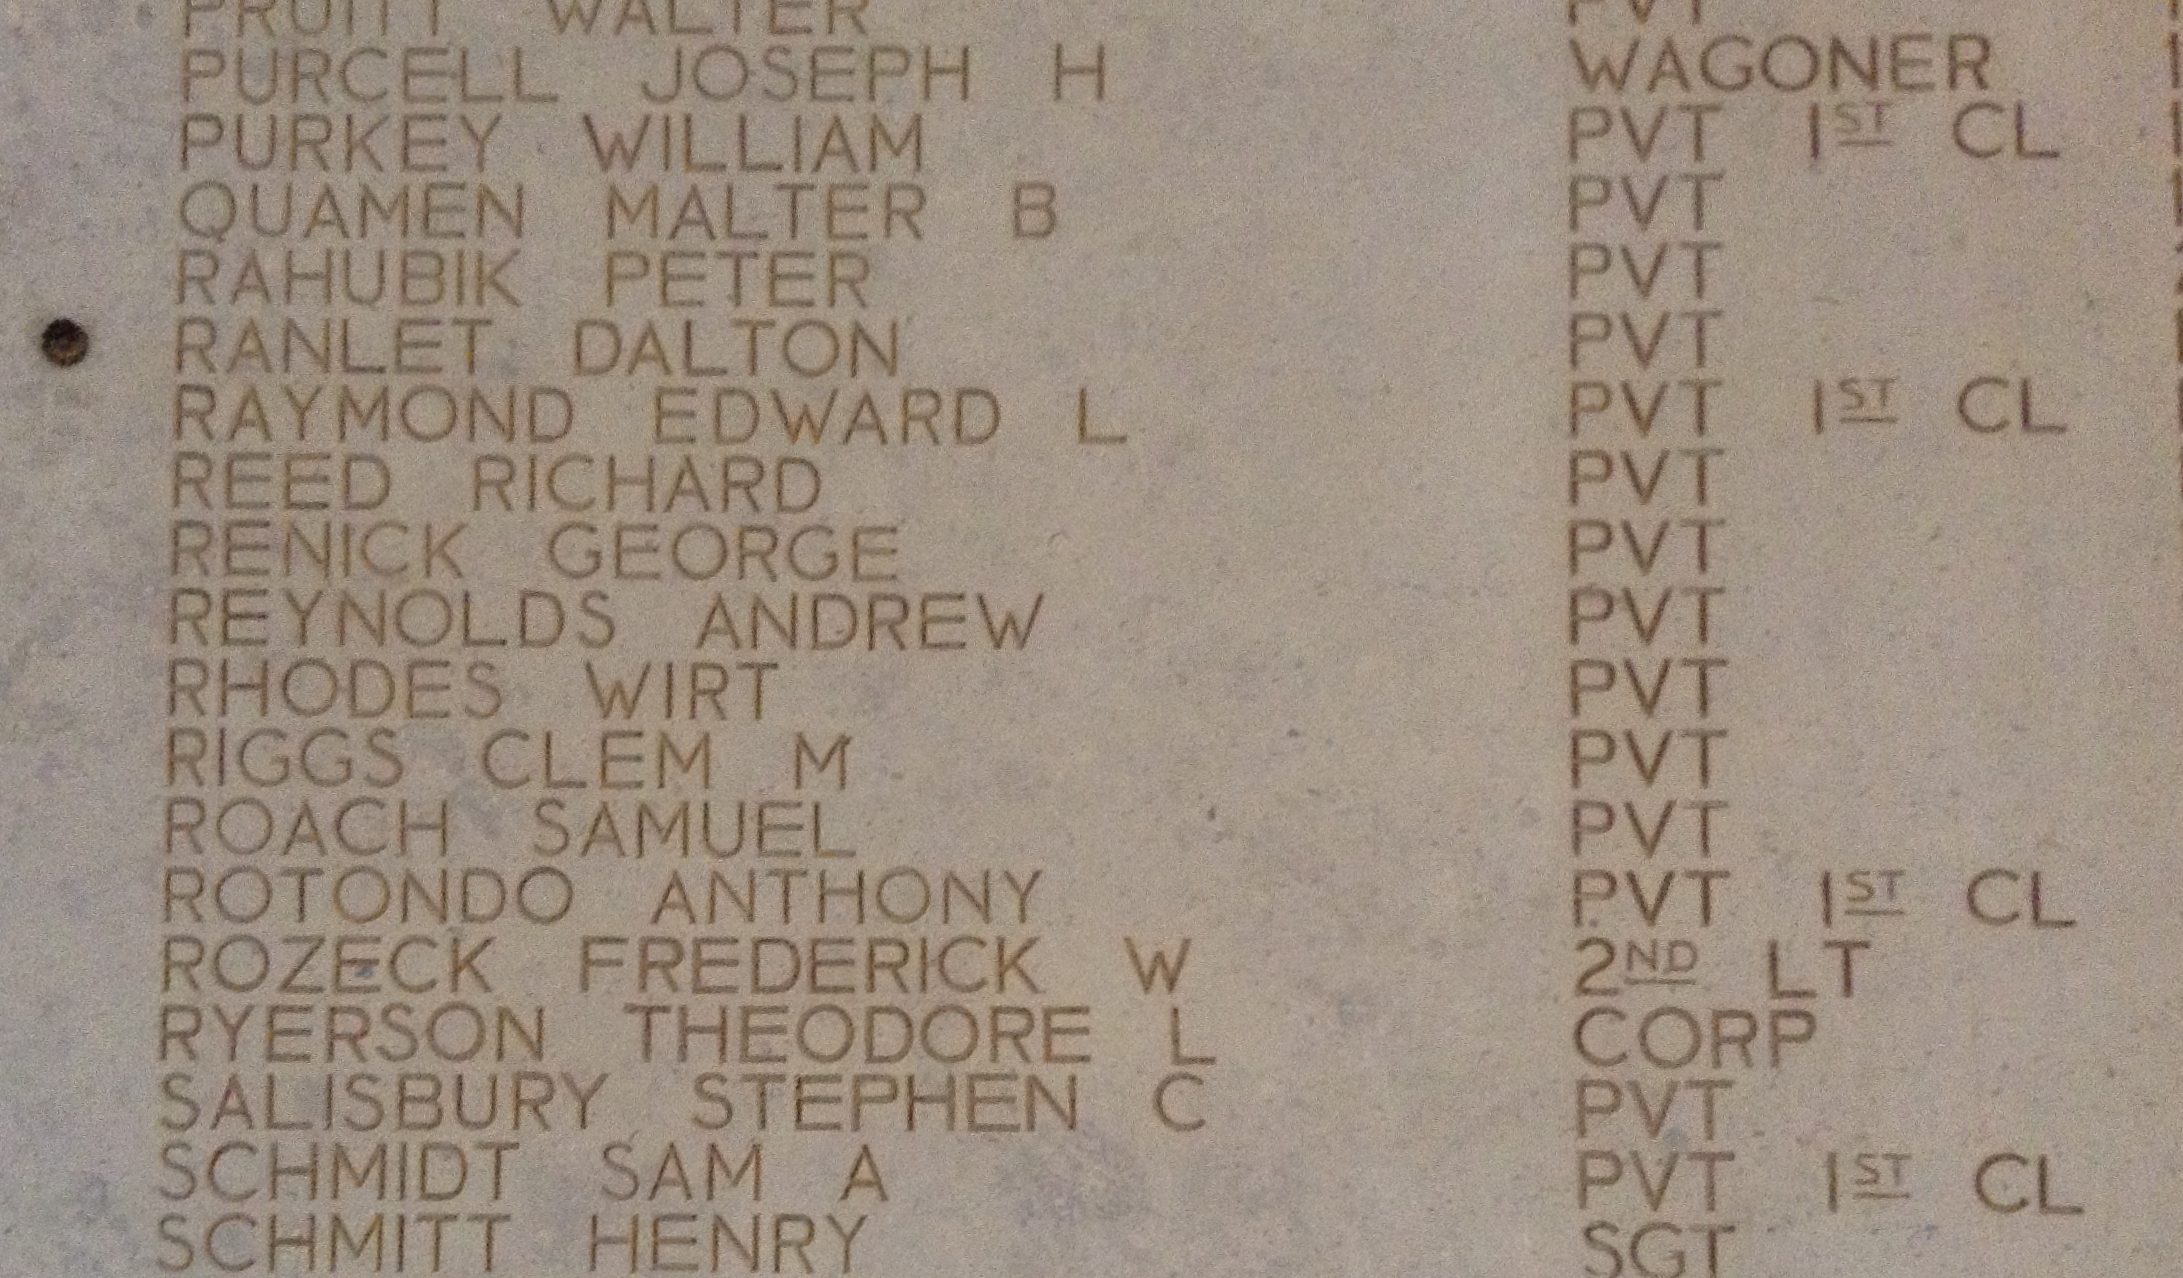 PRUITT WALTER PVT
PURCELL JOSEPH H WAGONER
PURKEY WILLIAM PVT 1ST CL
QUAMEN MALTER B PVT
RAHUBIK PETER PVT
RANLET DALTON PVT
RAYMOND EDWARD L PVT 1ST CL
REED RICHARD PVT
RENICK GEORGE PVT
REYNOLDS ANDREW PVT
RHODES WIRT PVT
RIGGS CLEM M PVT
ROACH SAMUEL PVT
ROTONDO ANTHONY PVT 1ST CL
ROZECK FREDERICK W 2ND LT
RYERSON THEODORE L CORP
SALISBURY STEPHEN C PVT
SCHMIDT SAM A PVT 1ST CL
SCHMITT HENRY SGT